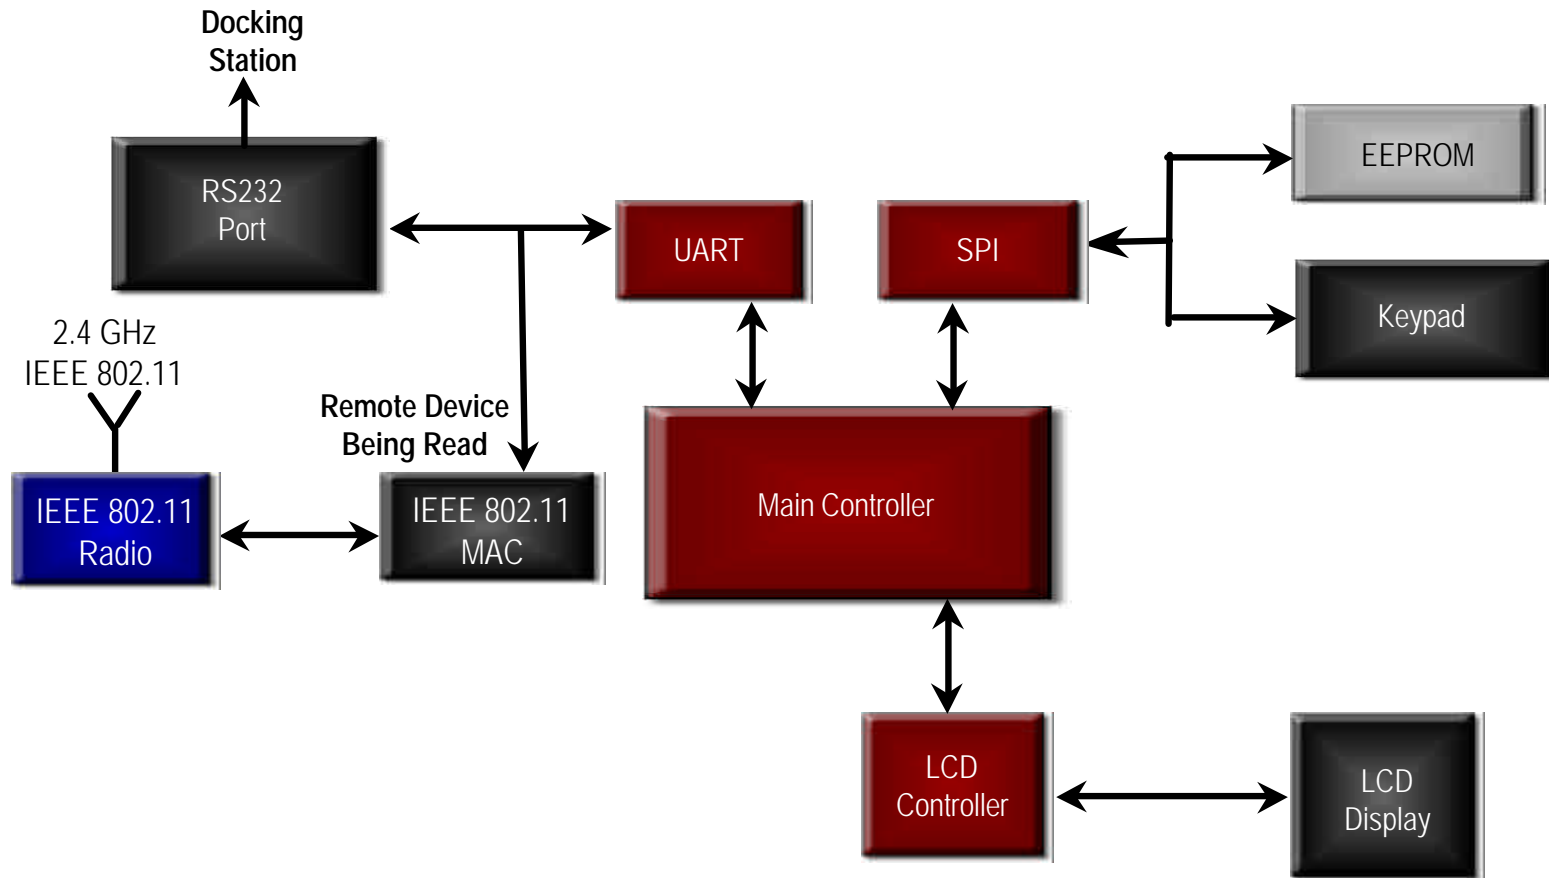 Docking
Station
RS232
Port
EEPROM
UART
SPI
Keypad
2.4 GHz
IEEE 802.11
Remote Device
Being Read
IEEE 802.11
Radio
IEEE 802.11
MAC
Main Controller
LCD
Controller
LCD
Display